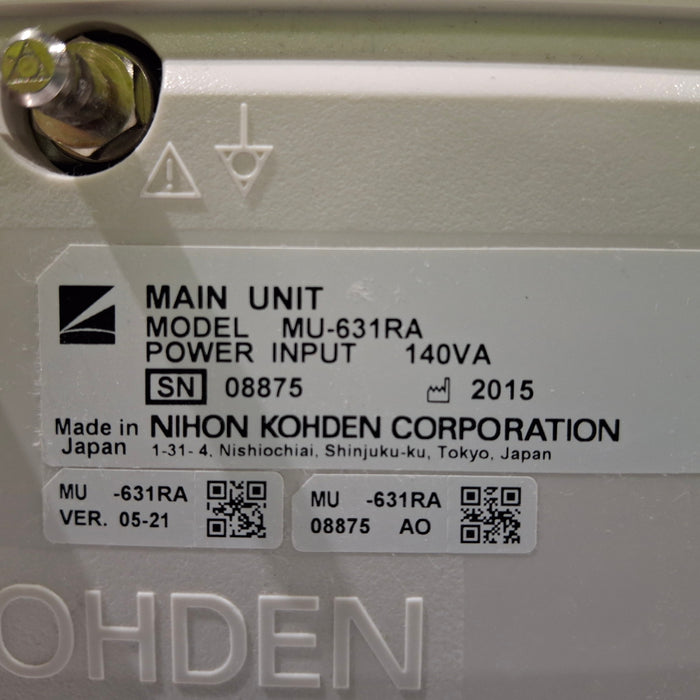 MAIN UNIT
MODEL MU-631RA
POWER INPUT 140VA
SN 08875 2015
Made in Japan NIHON KOHDEN CORPORATION
1-31-4, Nishiochiai, Shinjuku-ku, Tokyo, Japan
MU -631RA
VER. 05-21
MU -631RA
08875 AO
OHDEN